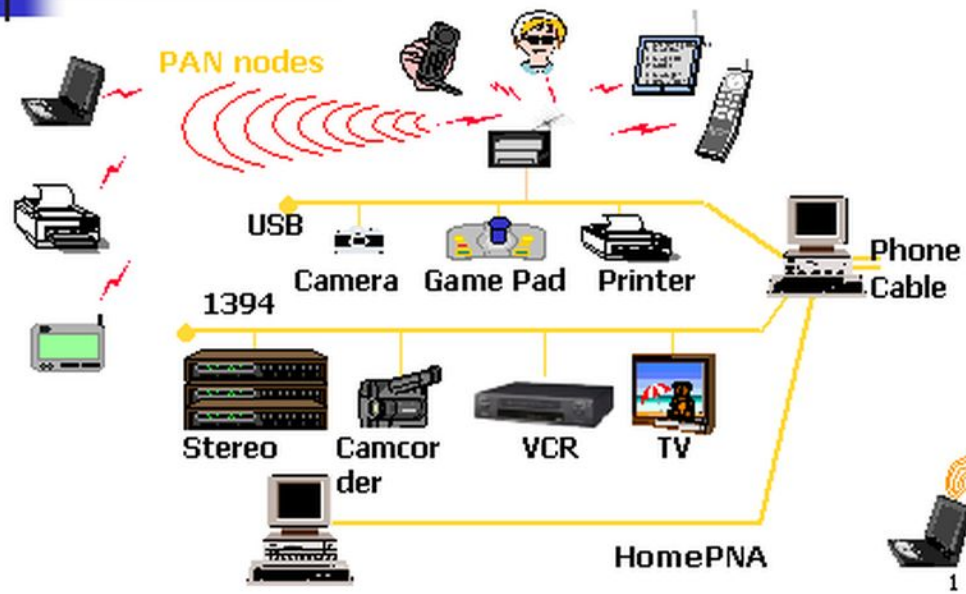 PAN nodes
USB
Camera
Game Pad
Printer
Phone
Cable
1394
Stereo
Camcor
der
VCR
TV
HomePNA
1